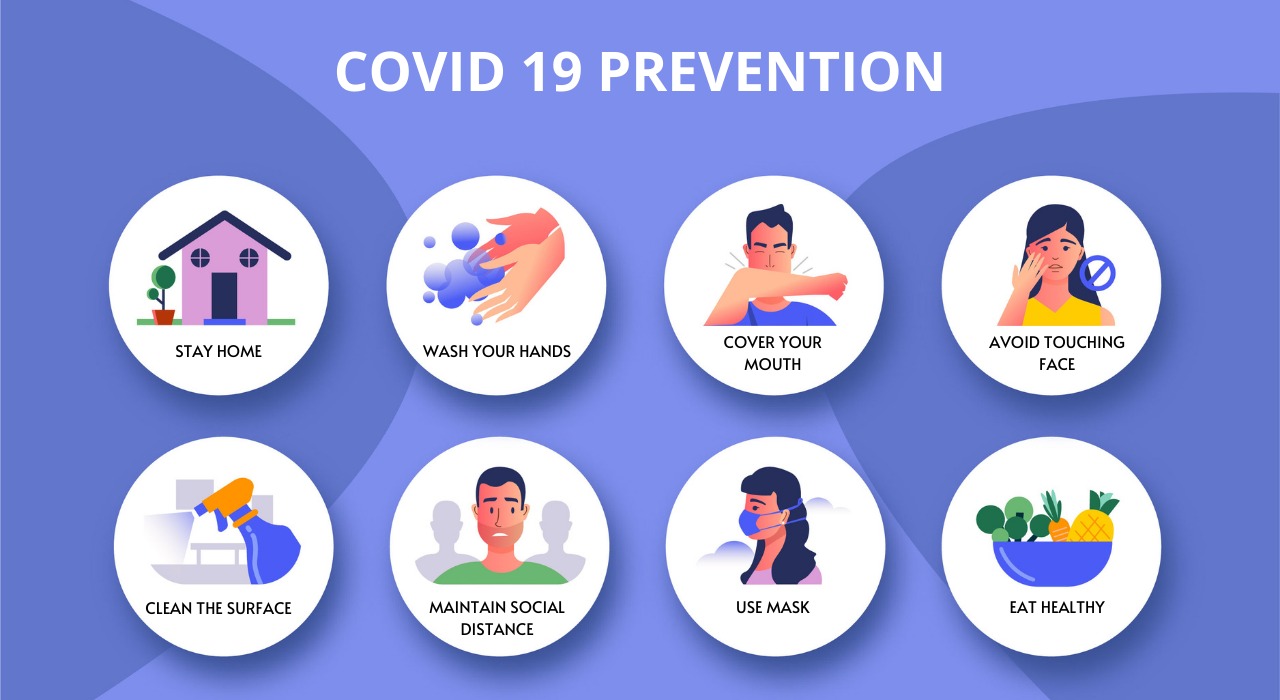 COVID 19 PREVENTION
STAY HOME
WASH YOUR HANDS
COVER YOUR
MOUTH
AVOID TOUCHING
FACE
CLEAN THE SURFACE
MAINTAIN SOCIAL
DISTANCE
USE MASK
EAT HEALTHY